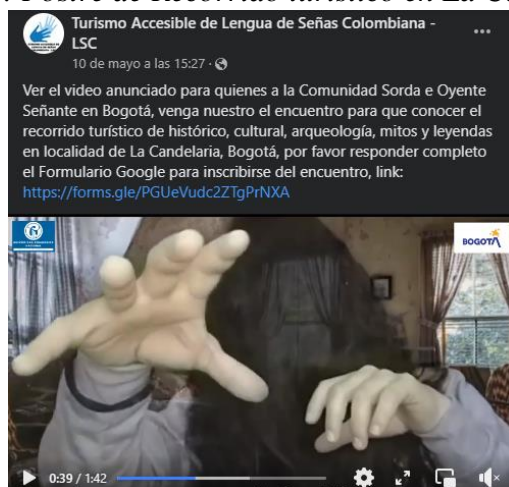 Turismo Accesible de Lengua de Señas Colombiana -
LSC
10 de mayo a las 15:27 ·
Ver el video anunciado para quienes a la Comunidad Sorda e Oyente
Señante en Bogotá, venga nuestro el encuentro para que conocer el
recorrido turístico de histórico, cultural, arqueología, mitos y leyendas
en localidad de La Candelaria, Bogotá, por favor responder completo
el Formulario Google para inscribirse del encuentro, link:
https://forms.gle/PGUeVudc2ZTgPrNXA
BOGOTÁ
0:39 / 1:42